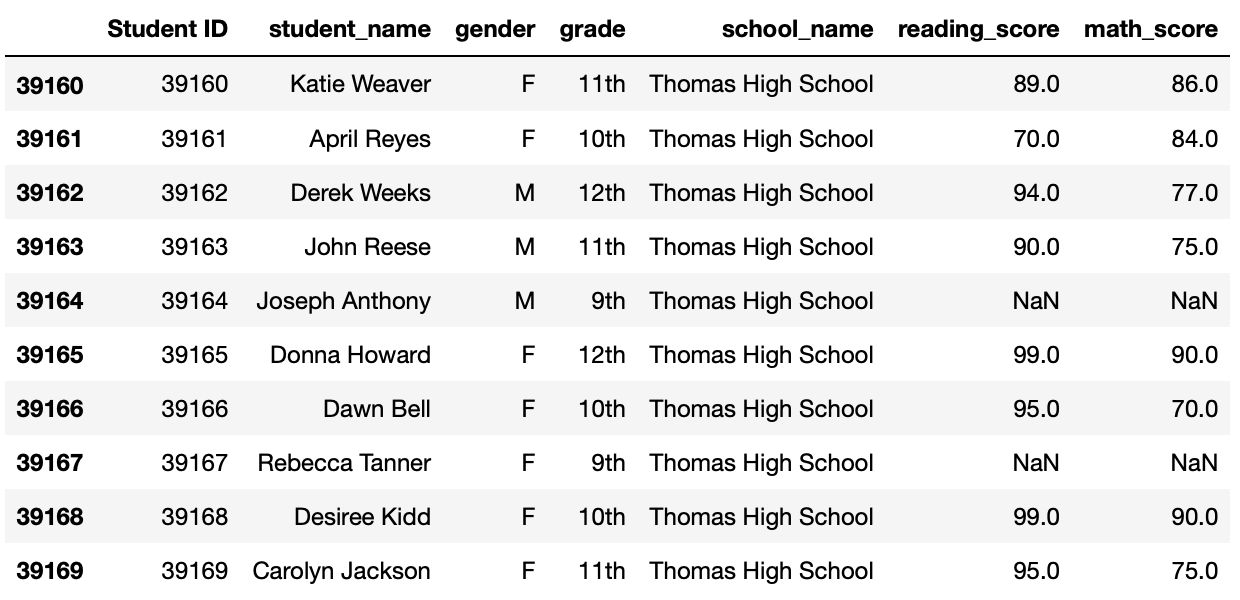 Student ID student_name gender grade school_name reading_score math_score
39160 39160 Katie Weaver F 11th Thomas High School 89.0 86.0
39161 39161 April Reyes F 10th Thomas High School 70.0 84.0
39162 39162 Derek Weeks M 12th Thomas High School 94.0 77.0
39163 39163 John Reese M 11th Thomas High School 90.0 75.0
39164 39164 Joseph Anthony M 9th Thomas High School NaN NaN
39165 39165 Donna Howard F 12th Thomas High School 99.0 90.0
39166 39166 Dawn Bell F 10th Thomas High School 95.0 70.0
39167 39167 Rebecca Tanner F 9th Thomas High School NaN NaN
39168 39168 Desiree Kidd F 10th Thomas High School 99.0 90.0
39169 39169 Carolyn Jackson F 11th Thomas High School 95.0 75.0